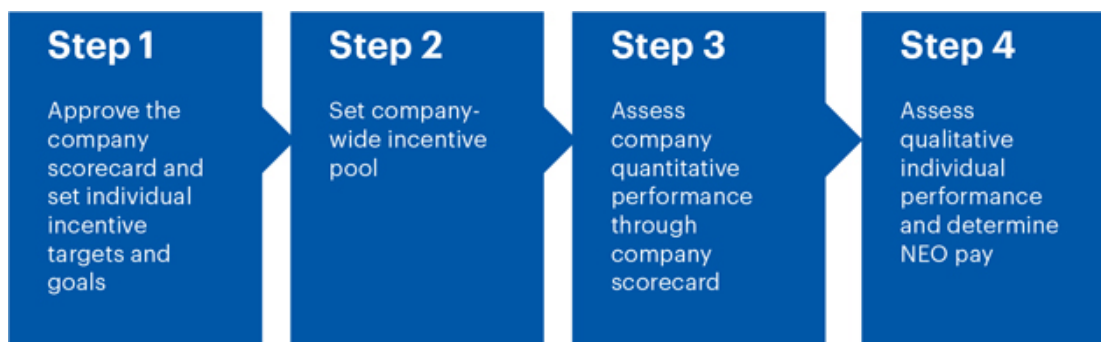 Step 1
Approve the
company
scorecard and
set individual
incentive
targets and
goals
Step 2
Set company-
wide incentive
pool
Step 3
Assess
company
quantitative
performance
through
company
scorecard
Step 4
Assess
qualitative
individual
performance
and determine
NEO pay